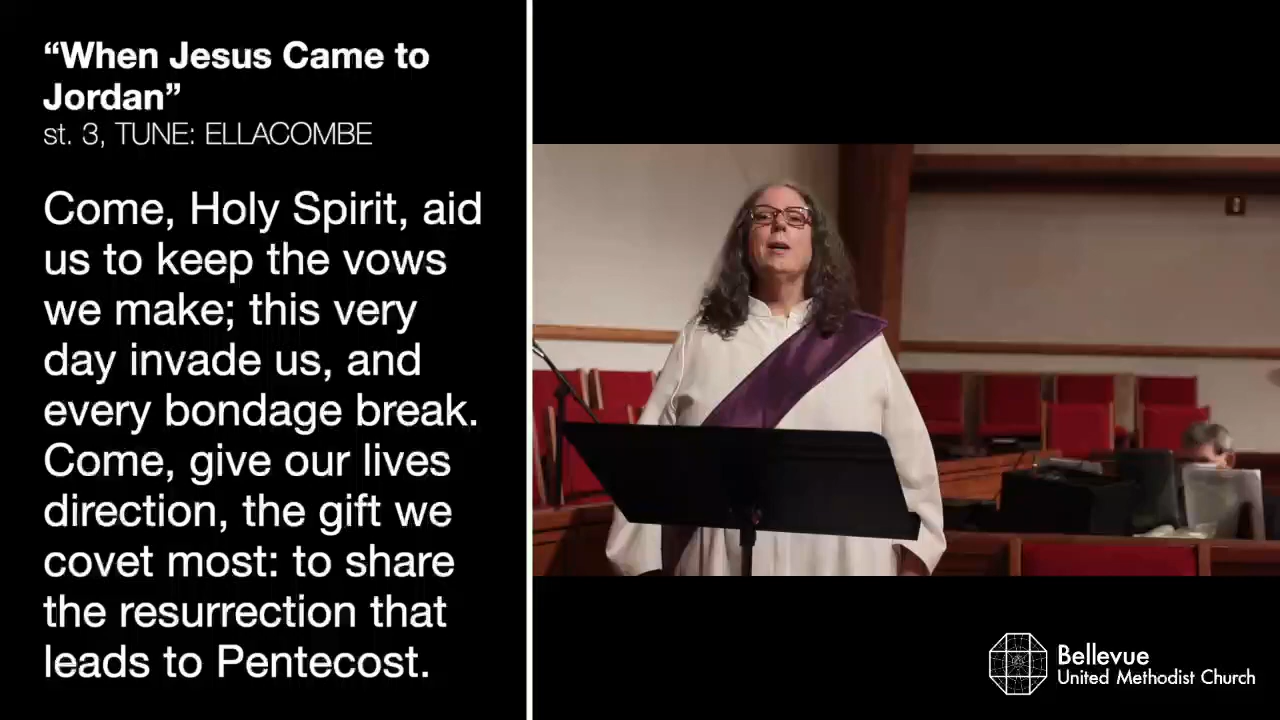 “When Jesus Came to
Jordan”
st. 3, TUNE: ELLACOMBE
Come, Holy Spirit, aid
us to keep the vows
we make; this very
day invade us, and
every bondage break.
Come, give our lives
direction, the gift we
covet most: to share
the resurrection that
leads to Pentecost.
Bellevue
United Methodist Church